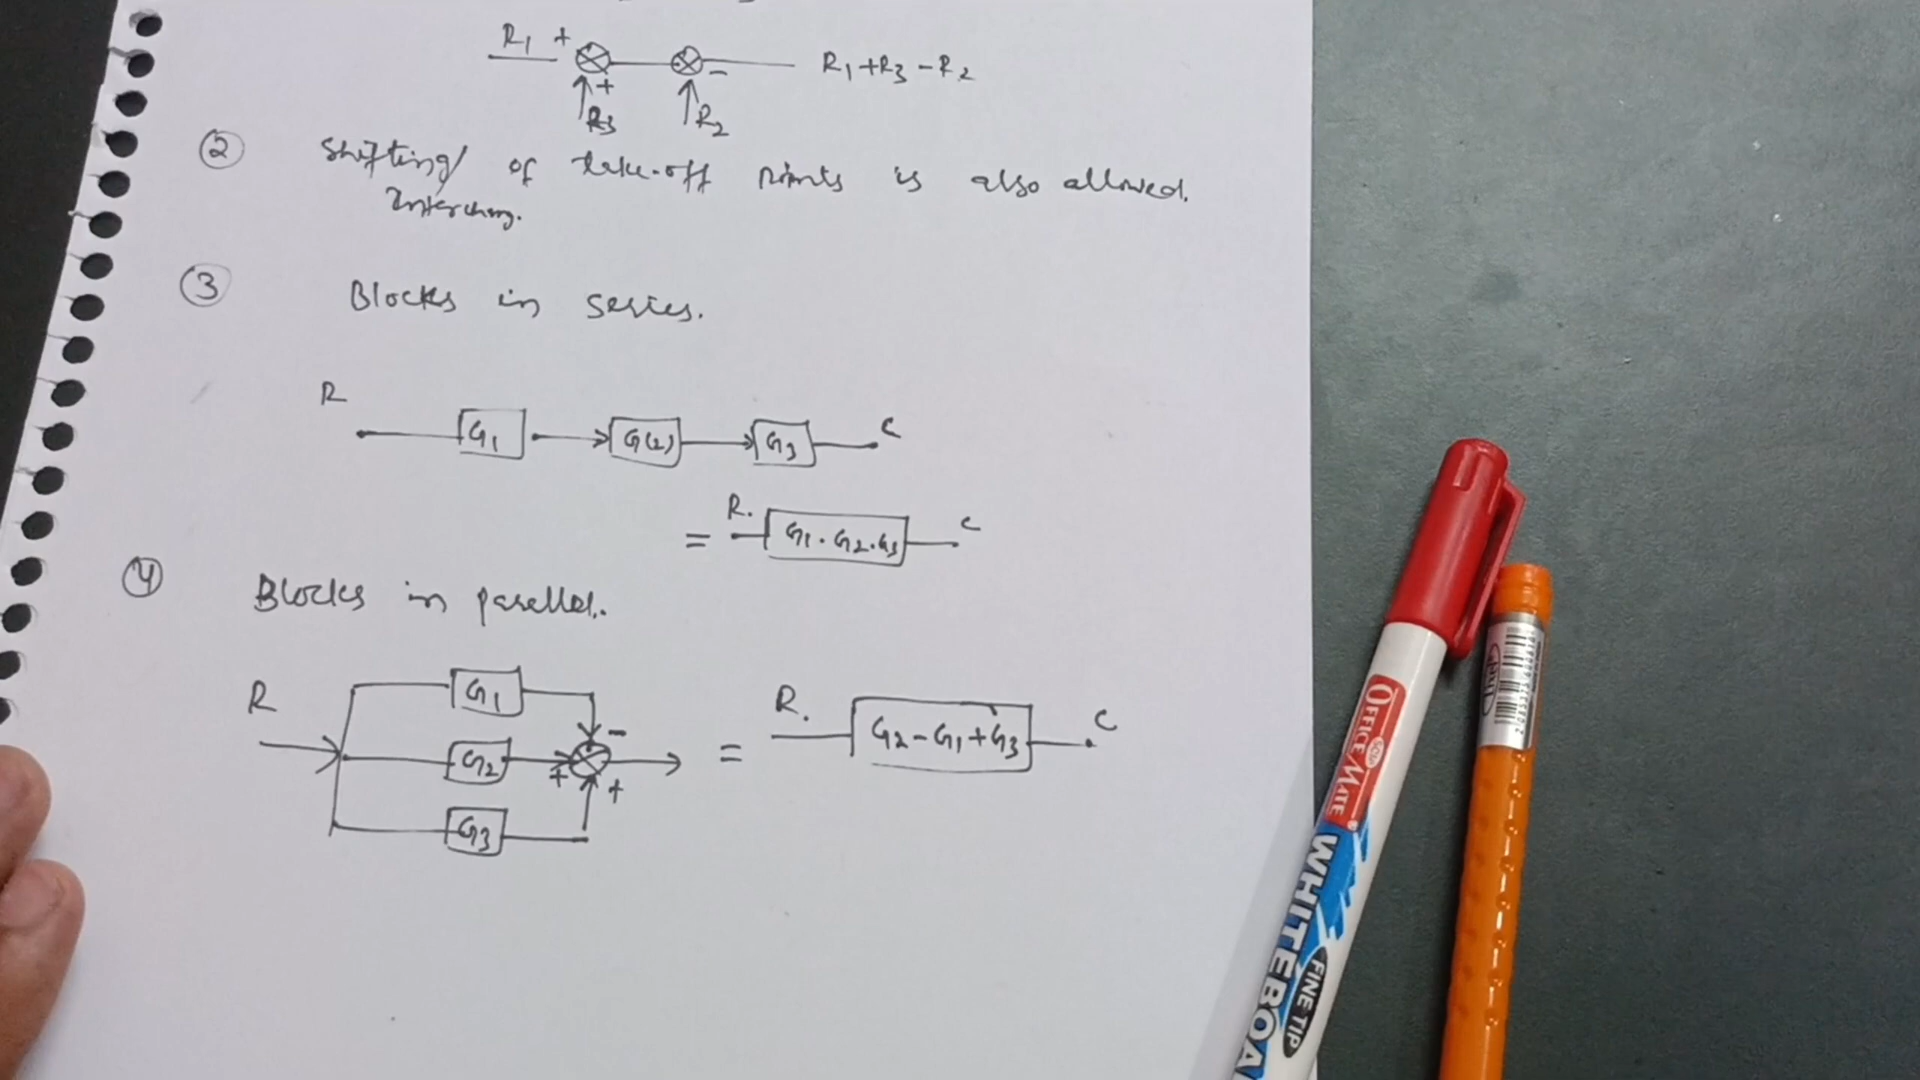 R1 + + R3 - R2 R1+R3-R2
② Shifting/ of take-off points is also allowed.
Interchang.
③ Blocks in series.
R G1 G(2) G3 C
= R. G1.G2.G3 C
④ Blocks in parallel.
R G1 - G2 + G3 + = R. G2-G1+G3 C
OFFICE MATE
WHITEBOA
FINE TIP